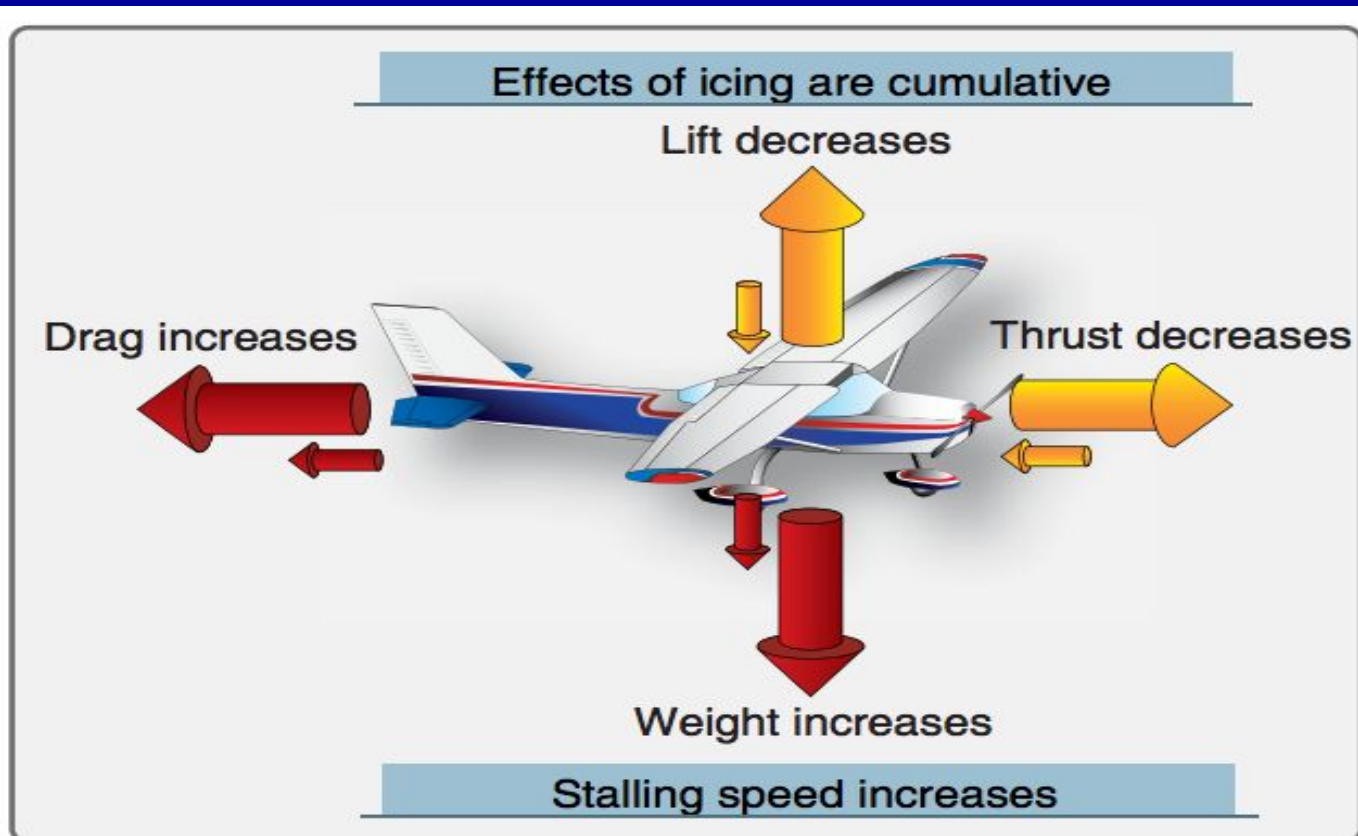 Effects of icing are cumulative
Lift decreases
Drag increases
Thrust decreases
Weight increases
Stalling speed increases